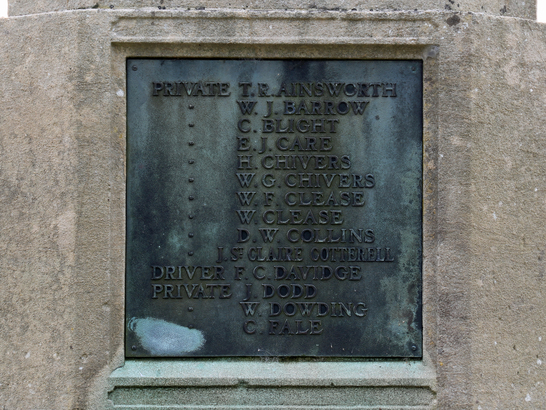 PRIVATE T. R. AINSWORTH
" W. J. BARROW
" C. BLIGHT
" E. J. CARE
" H. CHIVERS
" W. G. CHIVERS
" W. F. CLEASE
" W. CLEASE
" D. W. COLLINS
" J. ST CLAIRE COTTERELL
DRIVER F. C. DAVIDGE
PRIVATE J. DODD
" W. DOWDING
C. FALE